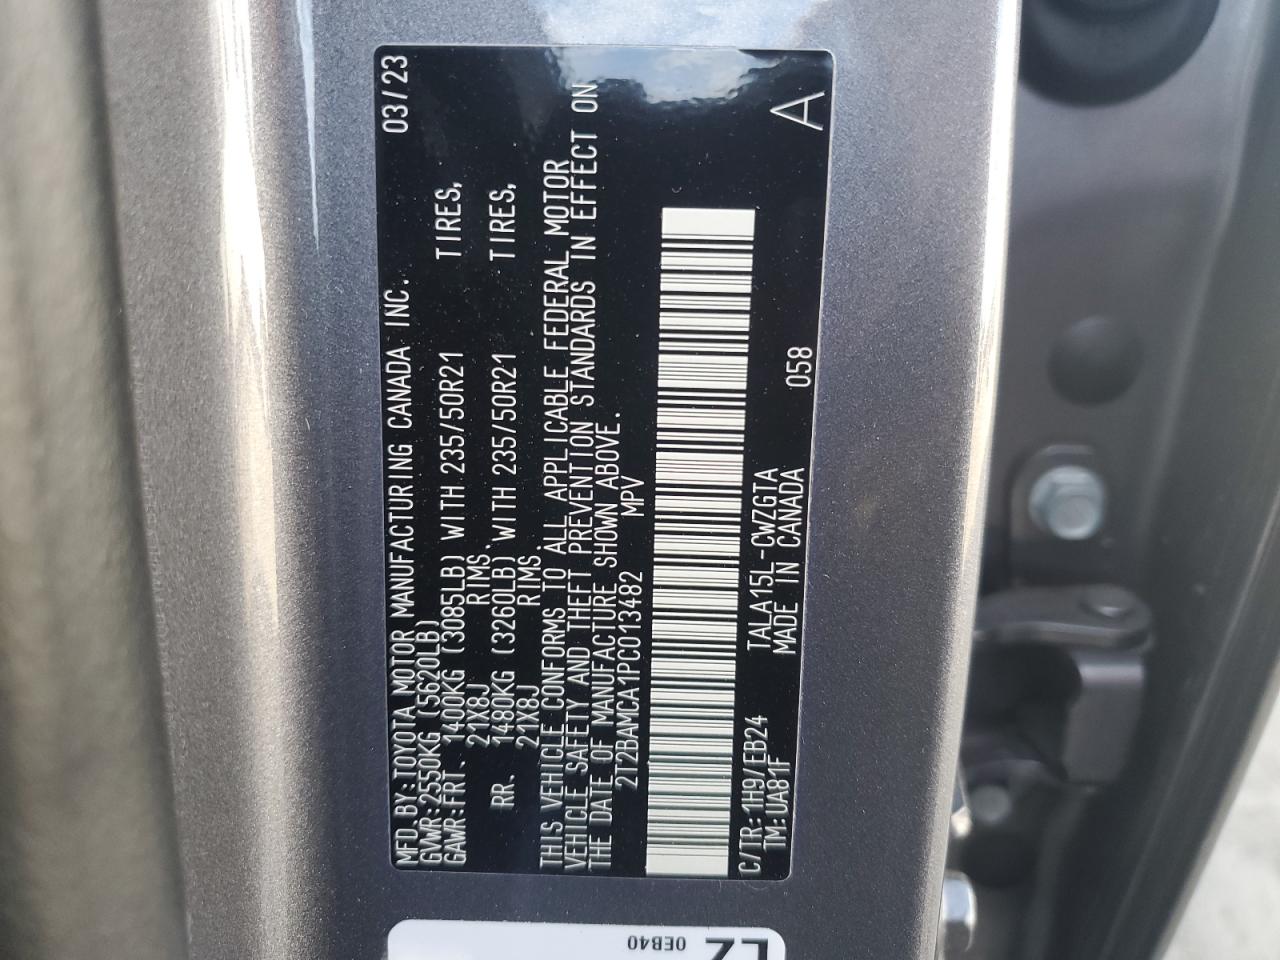 MFD.BY:TOYOTA MOTOR MANUFACTURING CANADA INC. 03/23
GVWR:2550KG (5620LB)
GAWR:FRT. 1400KG (3085LB) WITH 235/50R21 TIRES,
21X8J RIMS.
RR. 1480KG (3260LB) WITH 235/50R21 TIRES,
21X8J RIMS.
THIS VEHICLE CONFORMS TO ALL APPLICABLE FEDERAL MOTOR
VEHICLE SAFETY AND THEFT PREVENTION STANDARDS IN EFFECT ON
THE DATE OF MANUFACTURE SHOWN ABOVE.
2T2BAMCA1PC013482 MPV
C/TR:1H9/EB24 TALA15L-CWZGTA 058 A
TM:UA81F MADE IN CANADA
0EB40